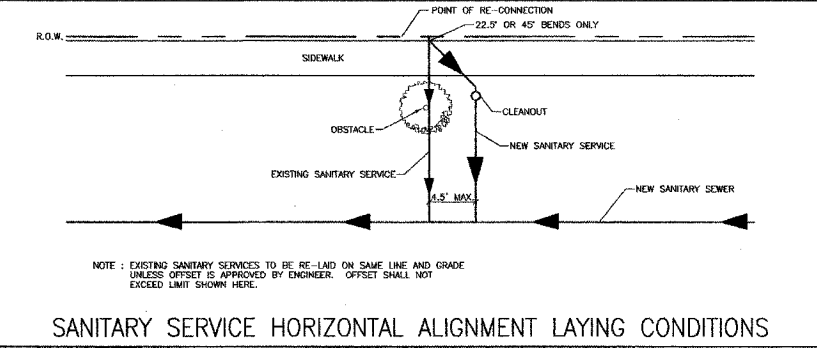 POINT OF RE-CONNECTION
22.5° OR 45° BENDS ONLY
R.O.W.
SIDEWALK
OBSTACLE
CLEANOUT
NEW SANITARY SERVICE
EXISTING SANITARY SERVICE
4.5' MAX.
NEW SANITARY SEWER
NOTE : EXISTING SANITARY SERVICES TO BE RE-LAID ON SAME LINE AND GRADE
UNLESS OFFSET IS APPROVED BY ENGINEER. OFFSET SHALL NOT
EXCEED LIMIT SHOWN HERE.
SANITARY SERVICE HORIZONTAL ALIGNMENT LAYING CONDITIONS